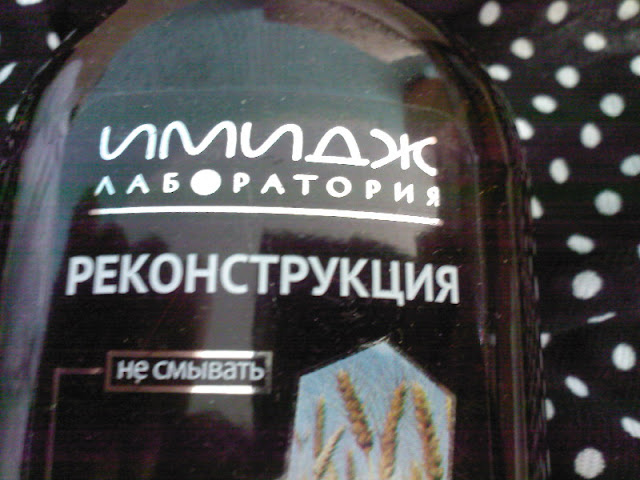 ИМИДЖ
ЛАБОРАТОРИЯ
РЕКОНСТРУКЦИЯ
не смывать